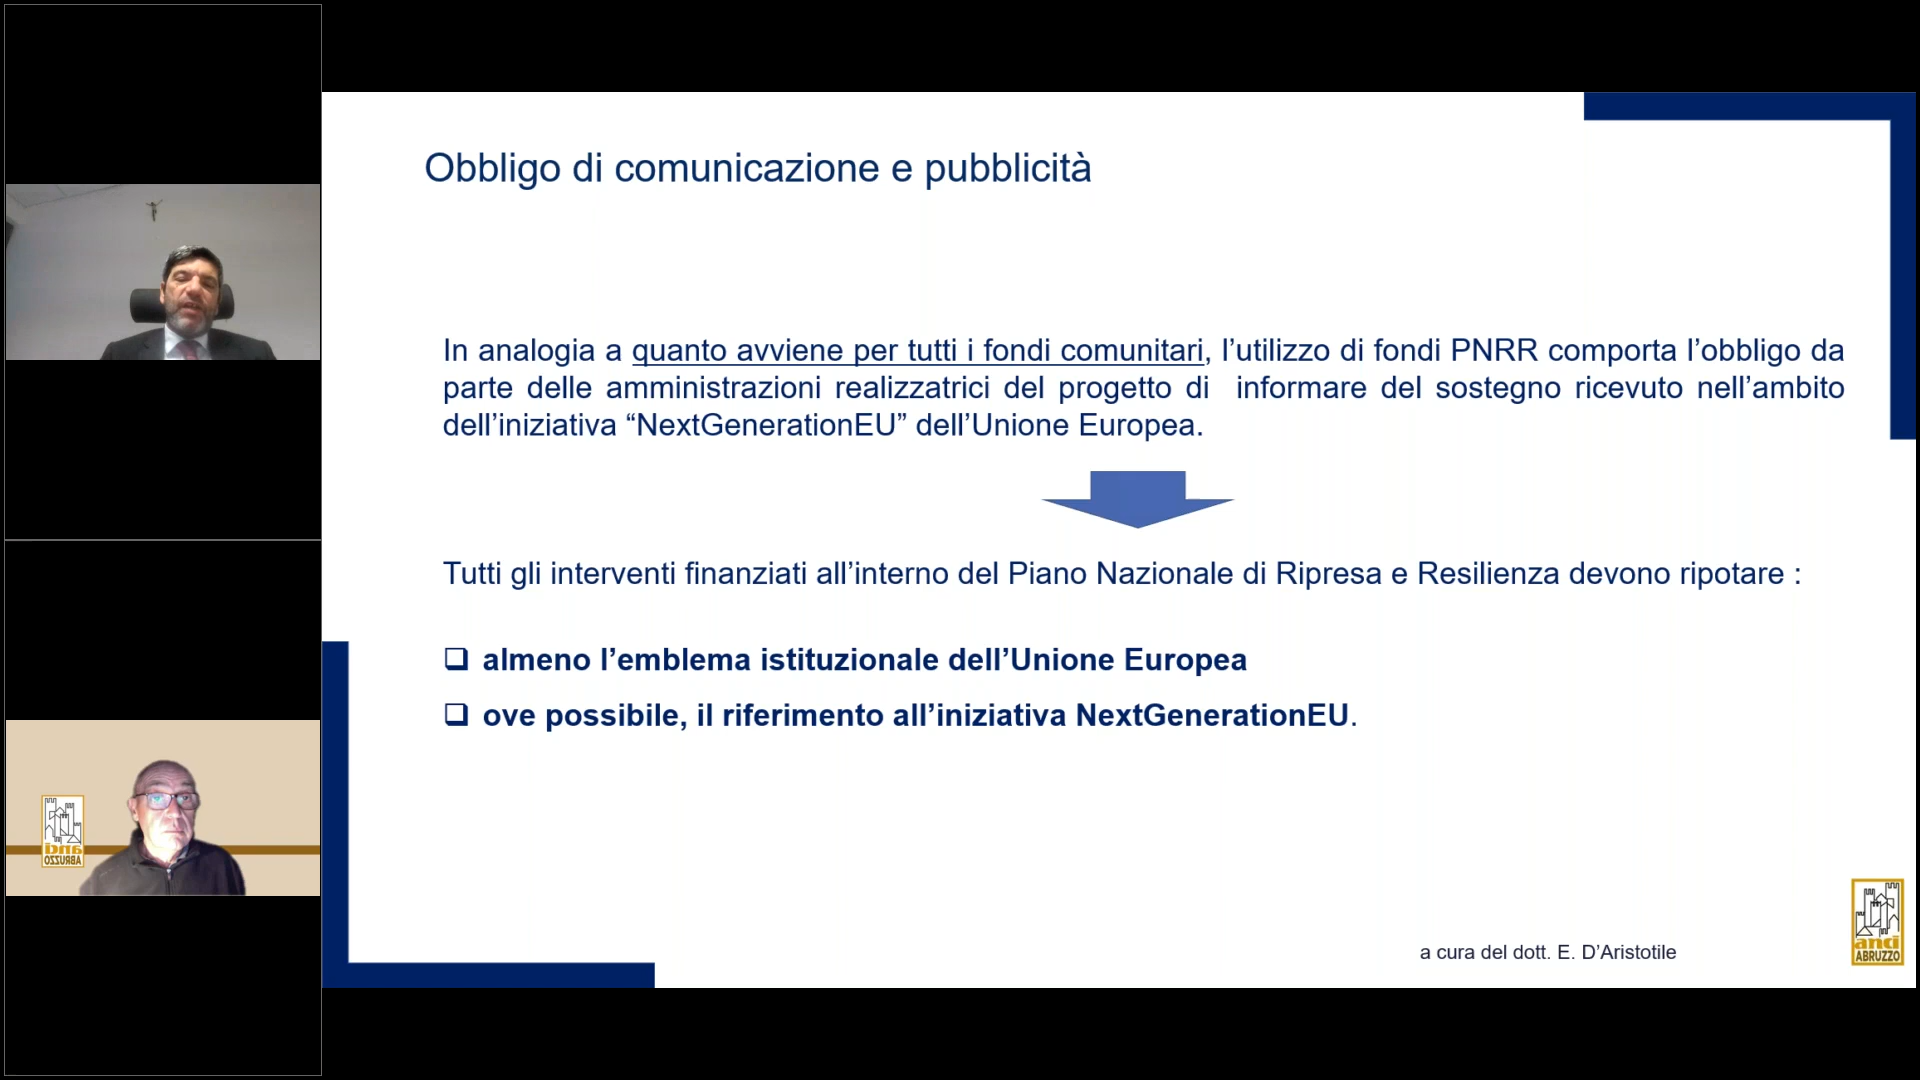 Obbligo di comunicazione e pubblicità
In analogia a quanto avviene per tutti i fondi comunitari, l’utilizzo di fondi PNRR comporta l’obbligo da
parte delle amministrazioni realizzatrici del progetto di informare del sostegno ricevuto nell’ambito
dell’iniziativa “NextGenerationEU” dell’Unione Europea.
Tutti gli interventi finanziati all’interno del Piano Nazionale di Ripresa e Resilienza devono ripotare :
❑ almeno l’emblema istituzionale dell’Unione Europea
❑ ove possibile, il riferimento all’iniziativa NextGenerationEU.
a cura del dott. E. D’Aristotile
anci
ABRUZZO
anci
ABRUZZO